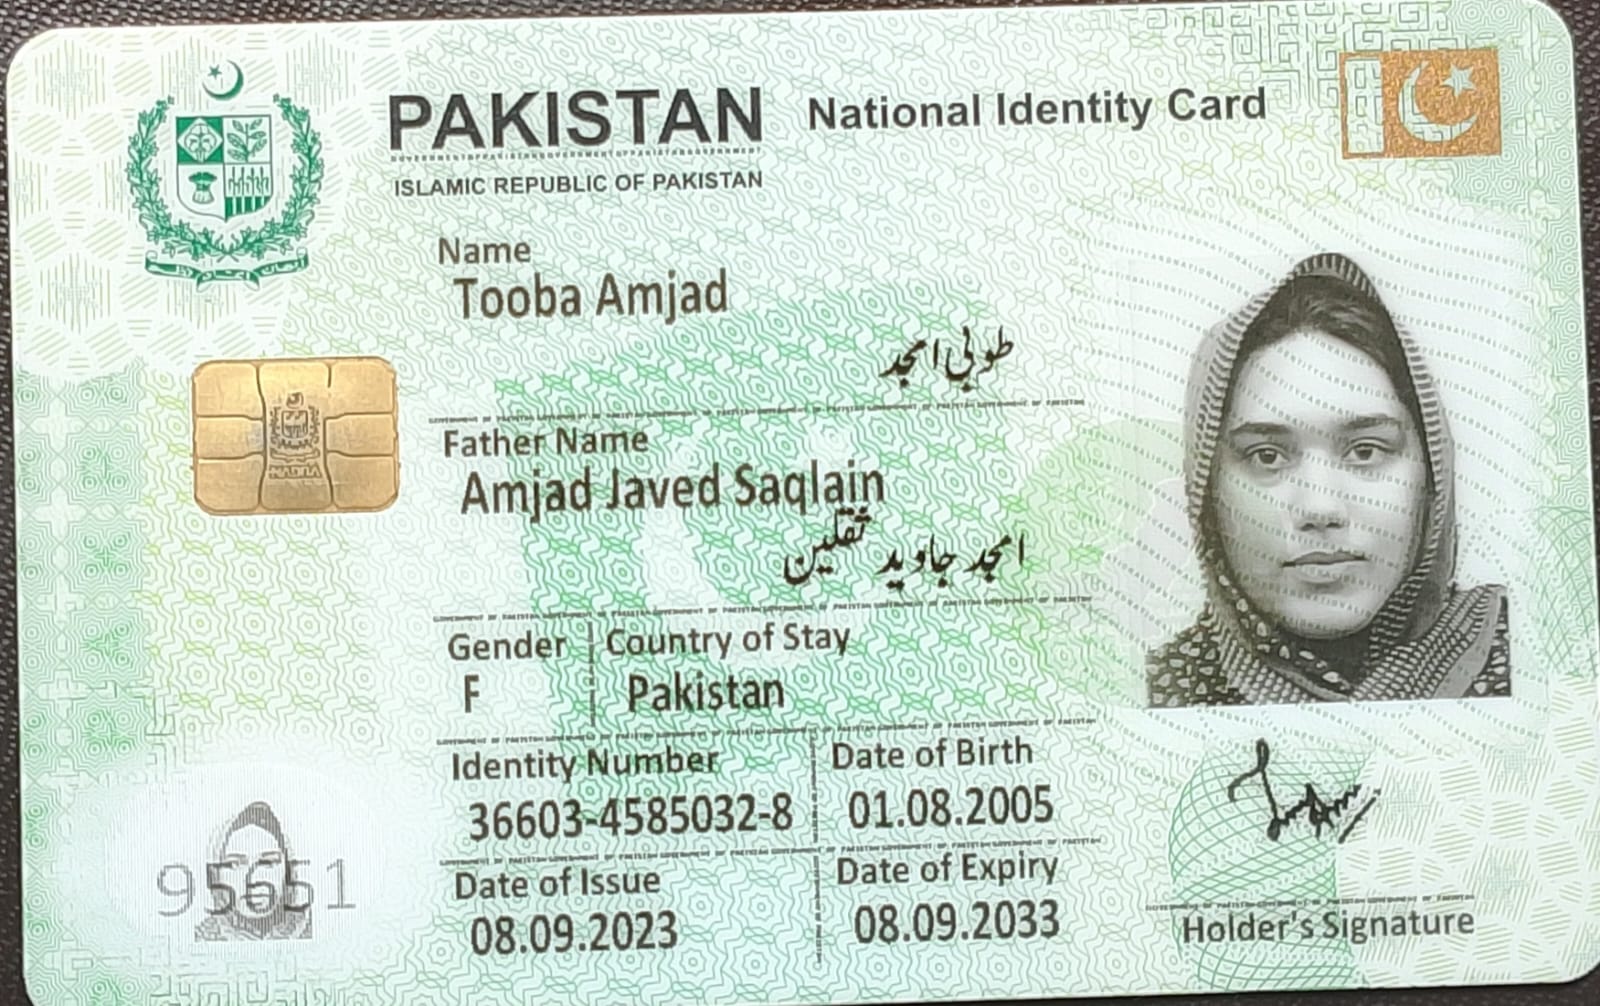 PAKISTAN National Identity Card
ISLAMIC REPUBLIC OF PAKISTAN
Name
Tooba Amjad
طوبیٰ امجد
Father Name
Amjad Javed Saqlain
امجد جاوید ثقلین
Gender Country of Stay
F Pakistan
Identity Number Date of Birth
36603-4585032-8 01.08.2005
Date of Issue Date of Expiry
08.09.2023 08.09.2033
Holder's Signature
NADRA